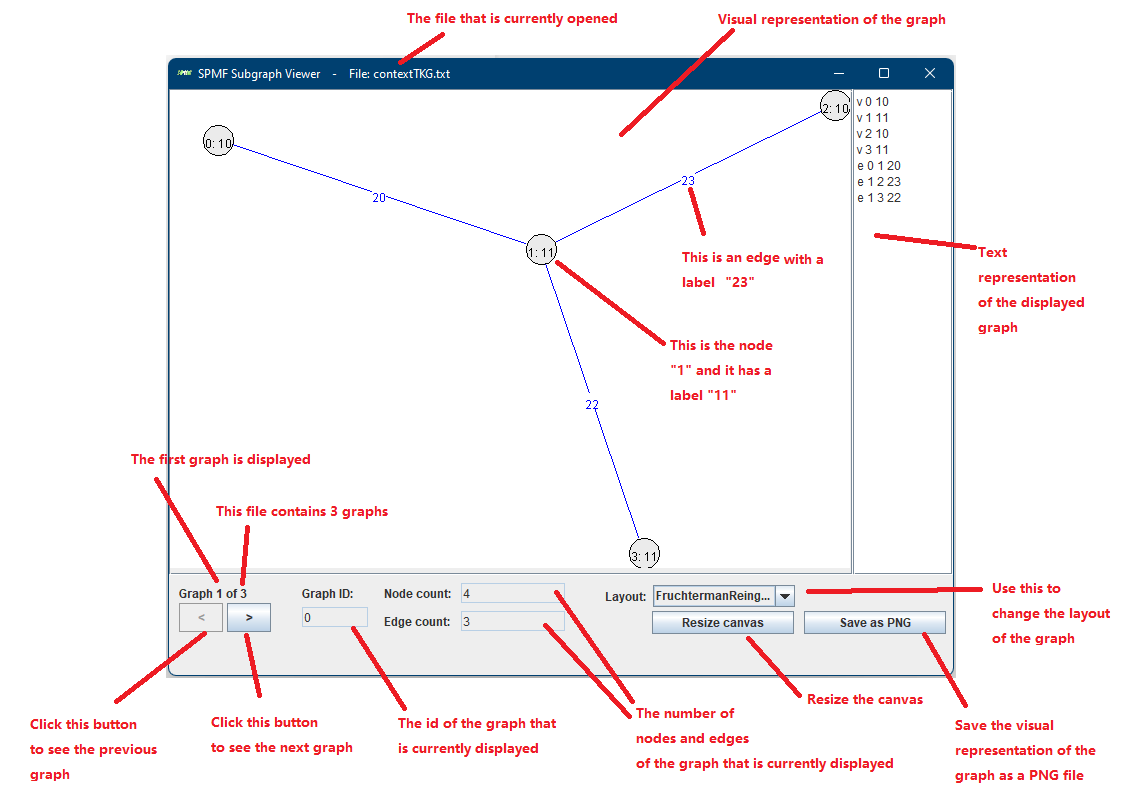 The file that is currently opened
Visual representation of the graph
SPMF
SPMF Subgraph Viewer - File: contextTKG.txt
2: 10
0: 10
23
20
1: 11
22
3: 11
v 0 10
v 1 11
v 2 10
v 3 11
e 0 1 20
e 1 2 23
e 1 3 22
This is an edge with a
label "23"
Text
representation
of the displayed
graph
This is the node
"1" and it has a
label "11"
The first graph is displayed
This file contains 3 graphs
Graph 1 of 3
<
>
Graph ID:
0
Node count: 4
Edge count: 3
Layout: FruchtermanReing...
Resize canvas
Save as PNG
Use this to
change the layout
of the graph
Click this button
to see the previous
graph
Click this button
to see the next graph
The id of the graph that
is currently displayed
The number of
nodes and edges
of the graph that is currently displayed
Resize the canvas
Save the visual
representation of the
graph as a PNG file